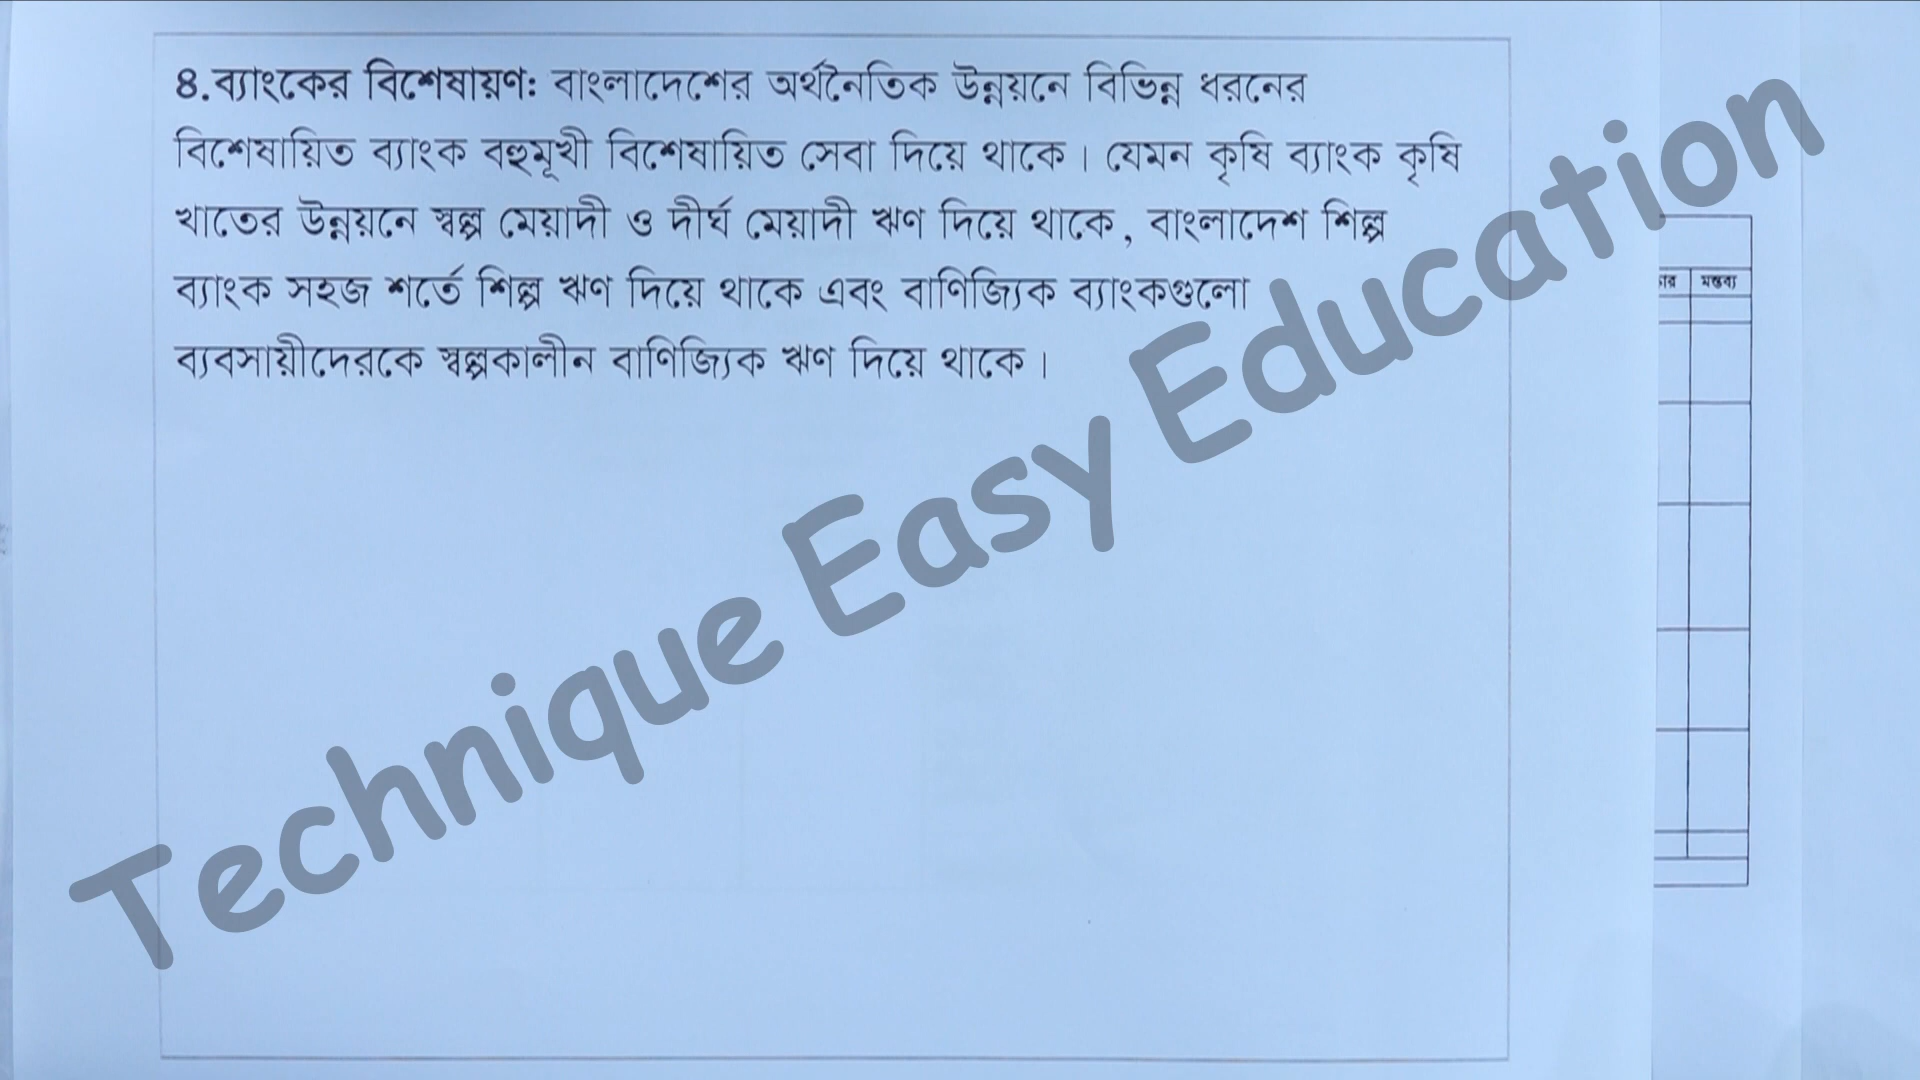 ৪.ব্যাংকের বিশেষায়ণ: বাংলাদেশের অর্থনৈতিক উন্নয়নে বিভিন্ন ধরনের
বিশেষায়িত ব্যাংক বহুমূখী বিশেষায়িত সেবা দিয়ে থাকে। যেমন কৃষি ব্যাংক কৃষি
খাতের উন্নয়নে স্বল্প মেয়াদী ও দীর্ঘ মেয়াদী ঋণ দিয়ে থাকে, বাংলাদেশ শিল্প
ব্যাংক সহজ শর্তে শিল্প ঋণ দিয়ে থাকে এবং বাণিজ্যিক ব্যাংকগুলো
ব্যবসায়ীদেরকে স্বল্পকালীন বাণিজ্যিক ঋণ দিয়ে থাকে।
মন্তব্য
Technique Easy Education